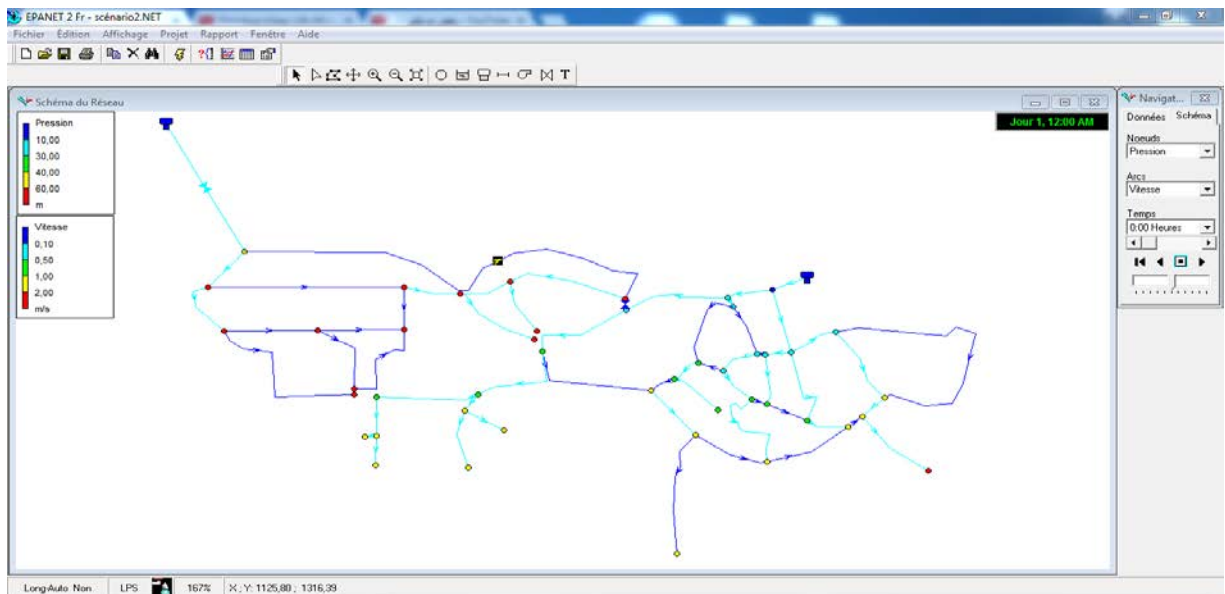 EPANET 2 Fr - scénario2.NET
Fichier Edition Affichage Projet Rapport Fenêtre Aide
T
Schéma du Réseau
Navigat...
Pression
10,00
30,00
40,00
60,00
m
Vitesse
0,10
0,50
1,00
2,00
m/s
Jour 1, 12:00 AM
Données Schéma
Noeuds
Pression
Arcs
Vitesse
Temps
0:00 Heures
Long-Auto Non LPS 167% X ; Y: 1125,80 ; 1316,39